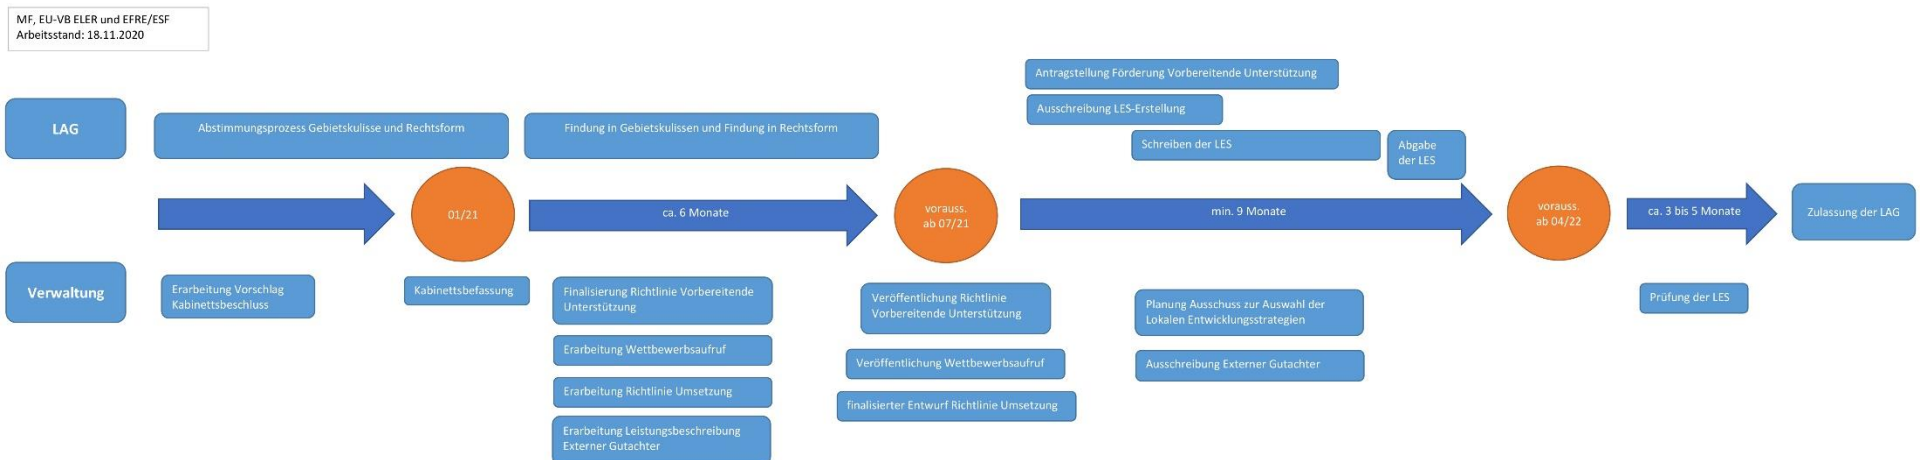 MF, EU-VB ELER und EFRE/ESF
Arbeitsstand: 18.11.2020
LAG
Abstimmungsprozess Gebietskulisse und Rechtsform
Findung in Gebietskulissen und Findung in Rechtsform
Antragstellung Förderung Vorbereitende Unterstützung
Ausschreibung LES-Erstellung
Schreiben der LES
Abgabe
der LES
01/21
ca. 6 Monate
vorauss.
ab 07/21
min. 9 Monate
vorauss.
ab 04/22
ca. 3 bis 5 Monate
Zulassung der LAG
Verwaltung
Erarbeitung Vorschlag
Kabinettsbeschluss
Kabinettsbefassung
Finalisierung Richtlinie Vorbereitende
Unterstützung
Erarbeitung Wettbewerbsaufruf
Erarbeitung Richtlinie Umsetzung
Erarbeitung Leistungsbeschreibung
Externer Gutachter
Veröffentlichung Richtlinie
Vorbereitende Unterstützung
Veröffentlichung Wettbewerbsaufruf
finalisierter Entwurf Richtlinie Umsetzung
Planung Ausschuss zur Auswahl der
Lokalen Entwicklungsstrategien
Ausschreibung Externer Gutachter
Prüfung der LES